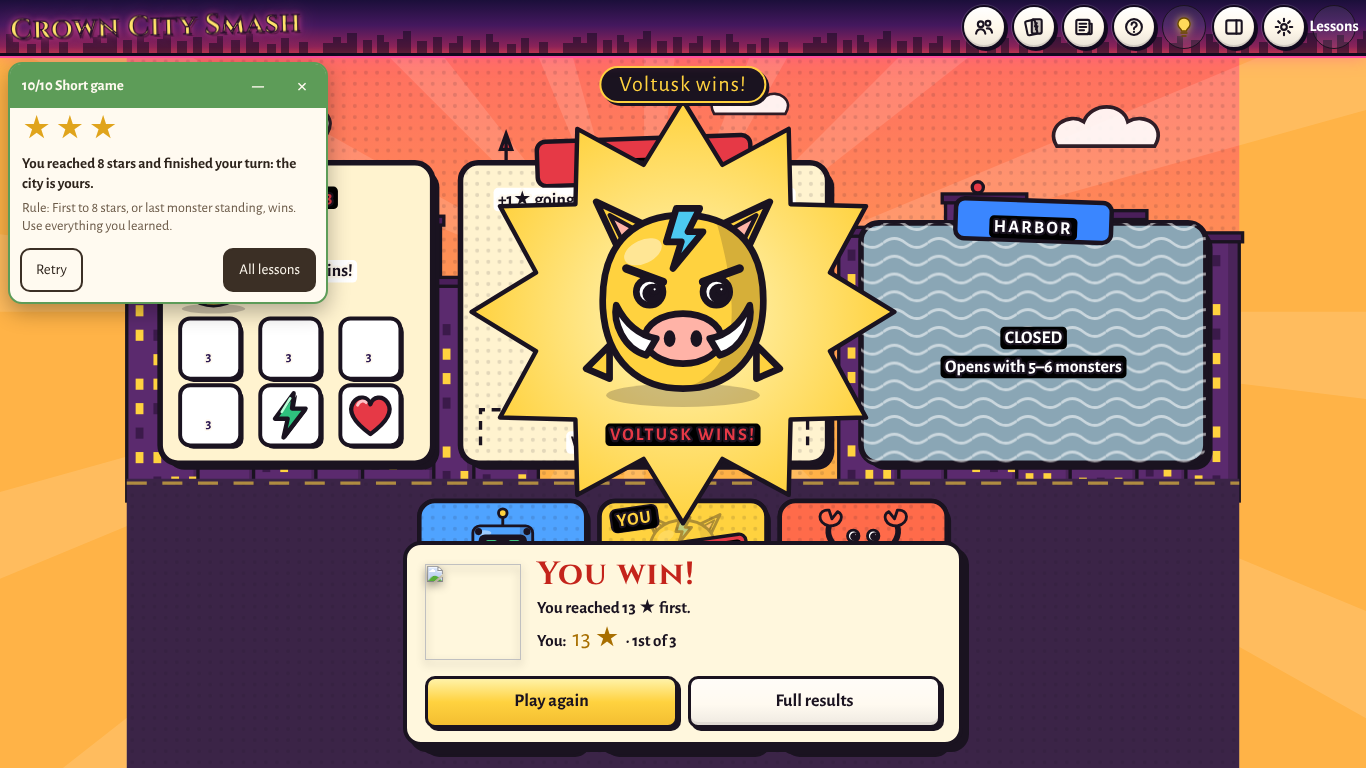 Crown City Smash
Lessons
Voltusk wins!
10/10 Short game
You reached 8 stars and finished your turn: the
city is yours.
Rule: First to 8 stars, or last monster standing, wins.
Use everything you learned.
Retry
All lessons
ins!
+1 ★ going
HARBOR
CLOSED
Opens with 5–6 monsters
3
3
3
3
VOLTUSK WINS!
YOU
You win!
You reached 13 ★ first.
You: 13 ★ · 1st of 3
Play again
Full results